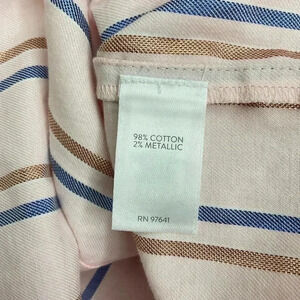 98% COTTON
2% METALLIC
RN 97641